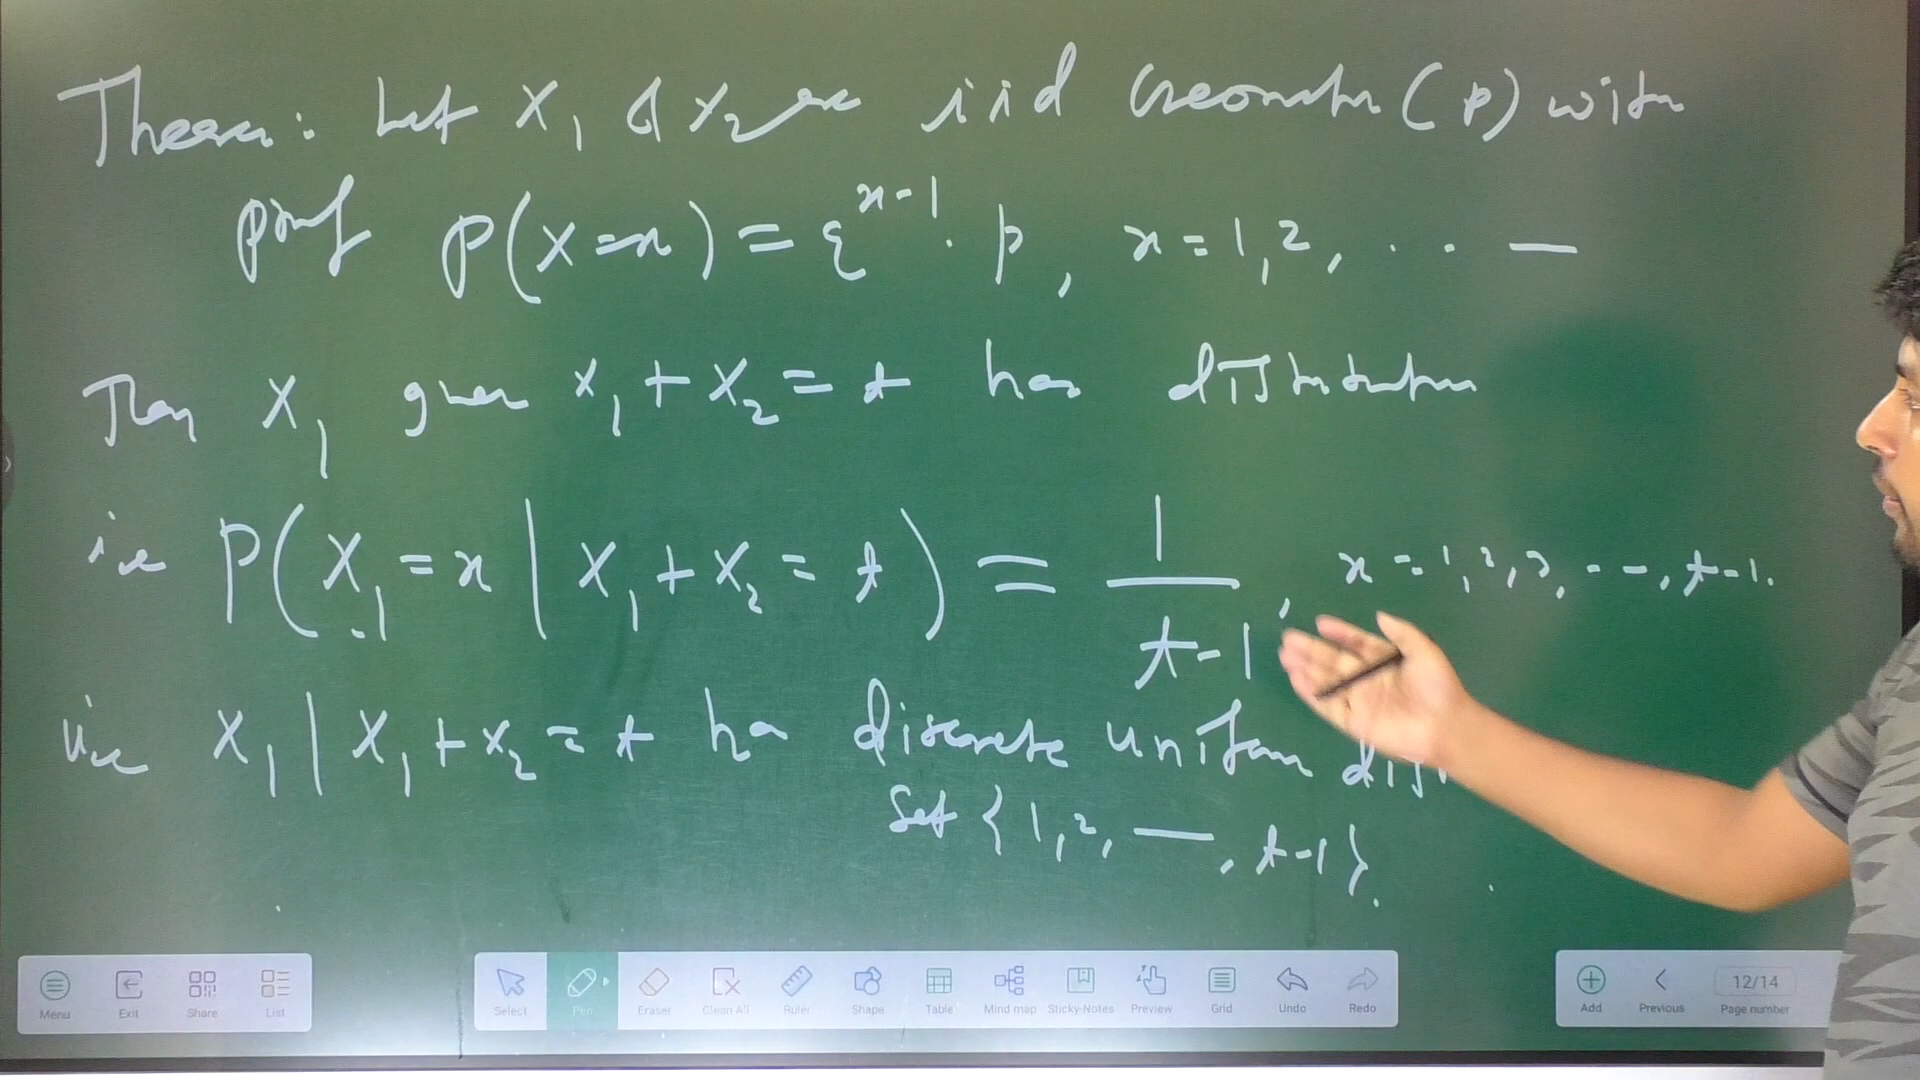 Theorem: Let X₁ & X₂ are iid Geometric (p) with
pmf P(X=x) = q^{x-1} . p , x = 1, 2, . . —
Then X₁ given X₁ + X₂ = t has distribution
i.e P(X₁ = x | X₁ + X₂ = t) = 1/(t-1) , x = 1, 2, 3, - -, t-1.
i.e X₁ | X₁ + X₂ = t has discrete uniform dist
Set {1, 2, —, t-1}.
Menu Exit Share List Select Pen Eraser Clean All Ruler Shape Table Mind map Sticky-Notes Preview Grid Undo Redo Add Previous 12/14 Page number